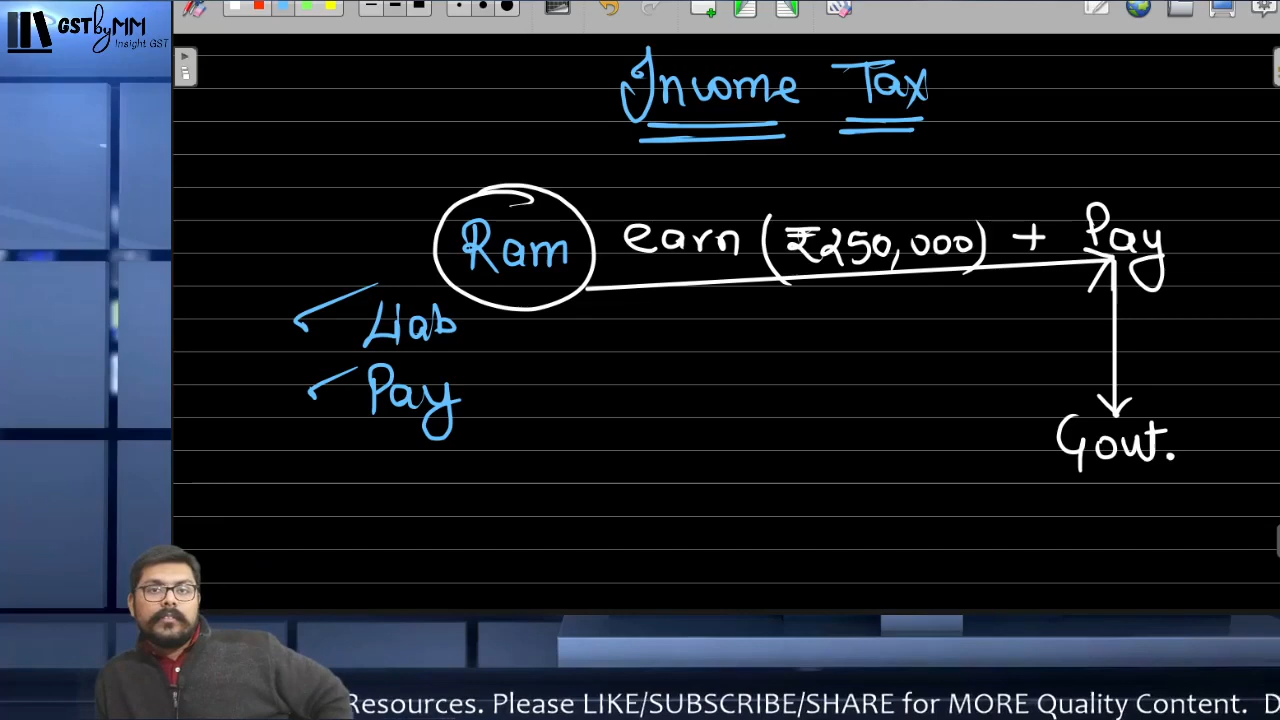 GSTbyMM
Insight GST
Income Tax
Ram earn (₹250,000) + Pay
Liab
Pay
Govt.
Resources. Please LIKE/SUBSCRIBE/SHARE for MORE Quality Content. D